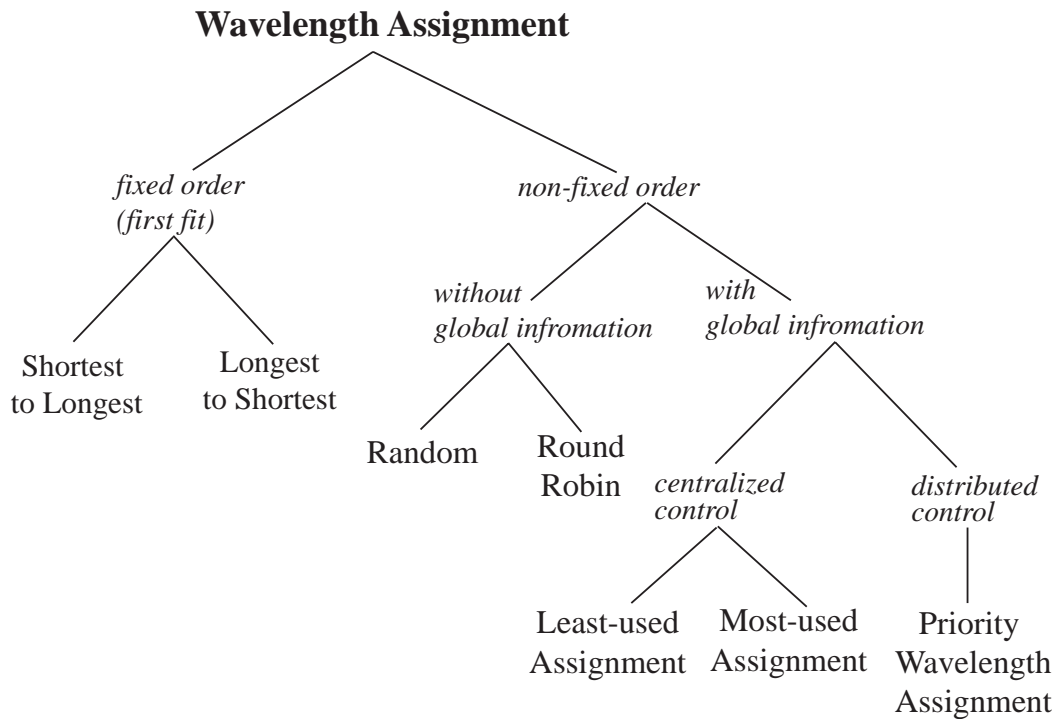 Wavelength Assignment
fixed order
(first fit)
non-fixed order
without
global infromation
with
global infromation
Shortest
to Longest
Longest
to Shortest
Random
Round
Robin
centralized
control
distributed
control
Least-used
Assignment
Most-used
Assignment
Priority
Wavelength
Assignment